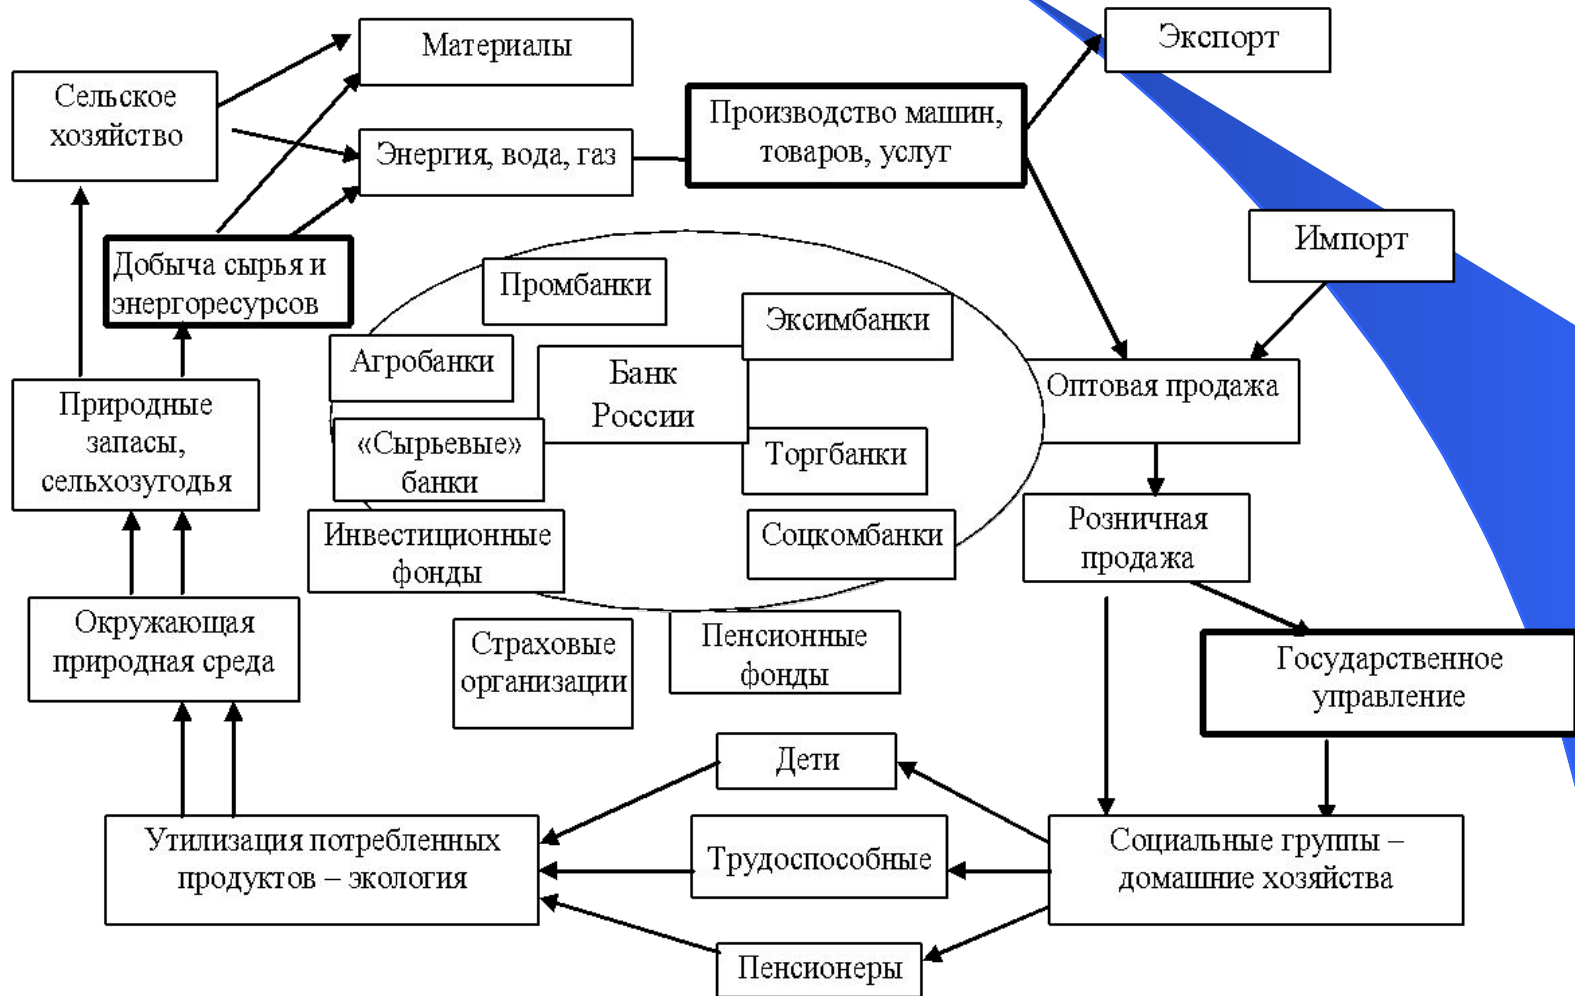 Материалы
Экспорт
Сельское
хозяйство
Производство машин,
товаров, услуг
Энергия, вода, газ
Импорт
Добыча сырья и
энергоресурсов
Промбанки
Эксимбанки
Агробанки
Банк
России
Оптовая продажа
Природные
запасы,
сельхозугодья
«Сырьевые»
банки
Торгбанки
Розничная
продажа
Инвестиционные
фонды
Соцкомбанки
Окружающая
природная среда
Страховые
организации
Пенсионные
фонды
Государственное
управление
Дети
Утилизация потребленных
продуктов – экология
Трудоспособные
Социальные группы –
домашние хозяйства
Пенсионеры